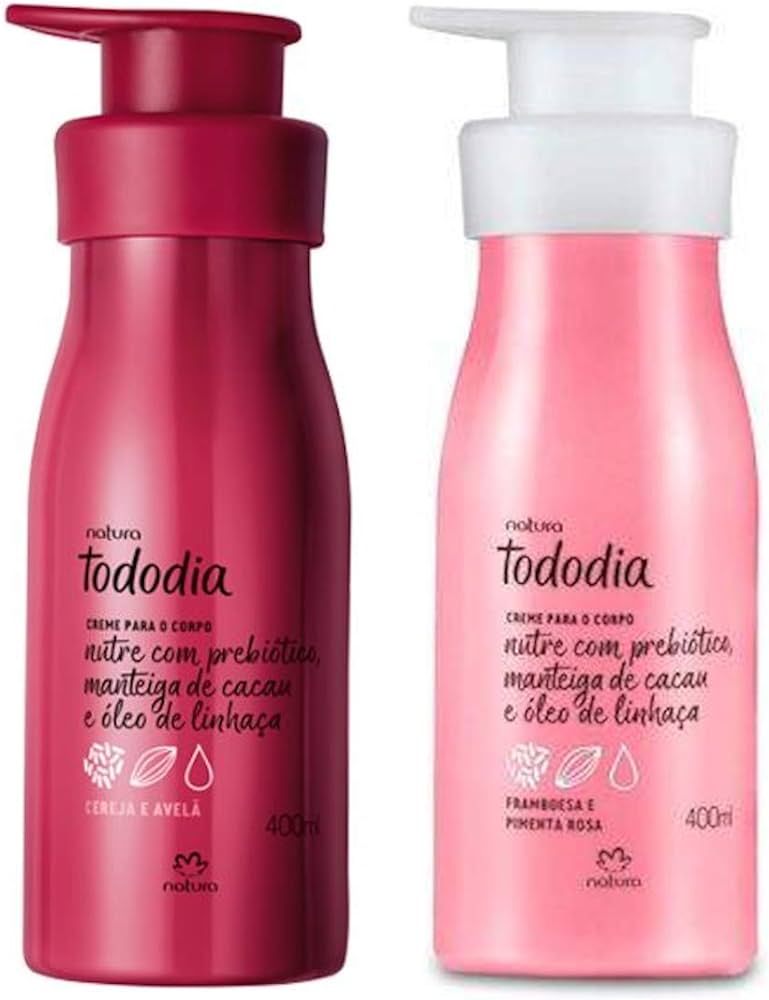 natura
tododia
CREME PARA O CORPO
nutre com prebiótico,
manteiga de cacau
e óleo de linhaça
CEREJA E AVELÃ
400ml
natura
natura
tododia
CREME PARA O CORPO
nutre com prebiótico,
manteiga de cacau
e óleo de linhaça
FRAMBOESA E
PIMENTA ROSA
400ml
natura